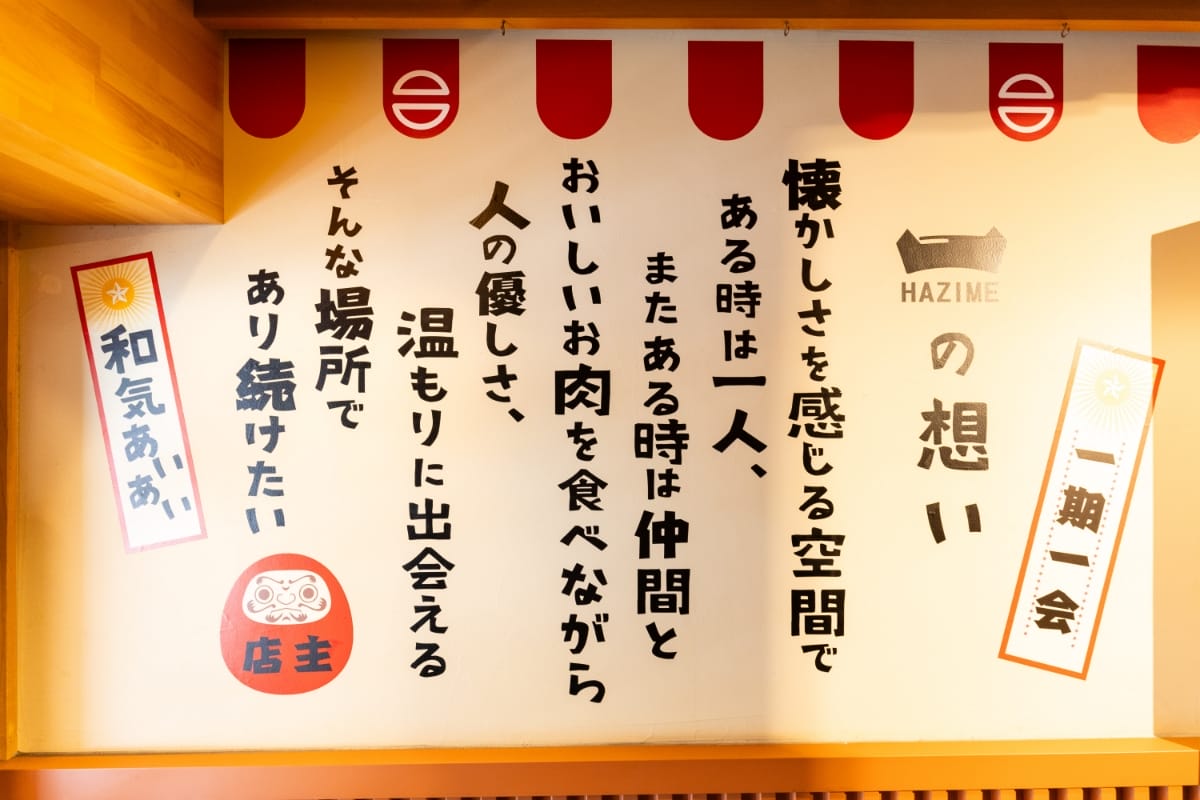 HAZIME
の想い
懐かしさを感じる空間で
ある時は一人、
またある時は仲間と
おいしいお肉を食べながら
人の優しさ、
温もりに出会える
そんな場所で
あり続けたい
店主
一期一会
和気あいあい